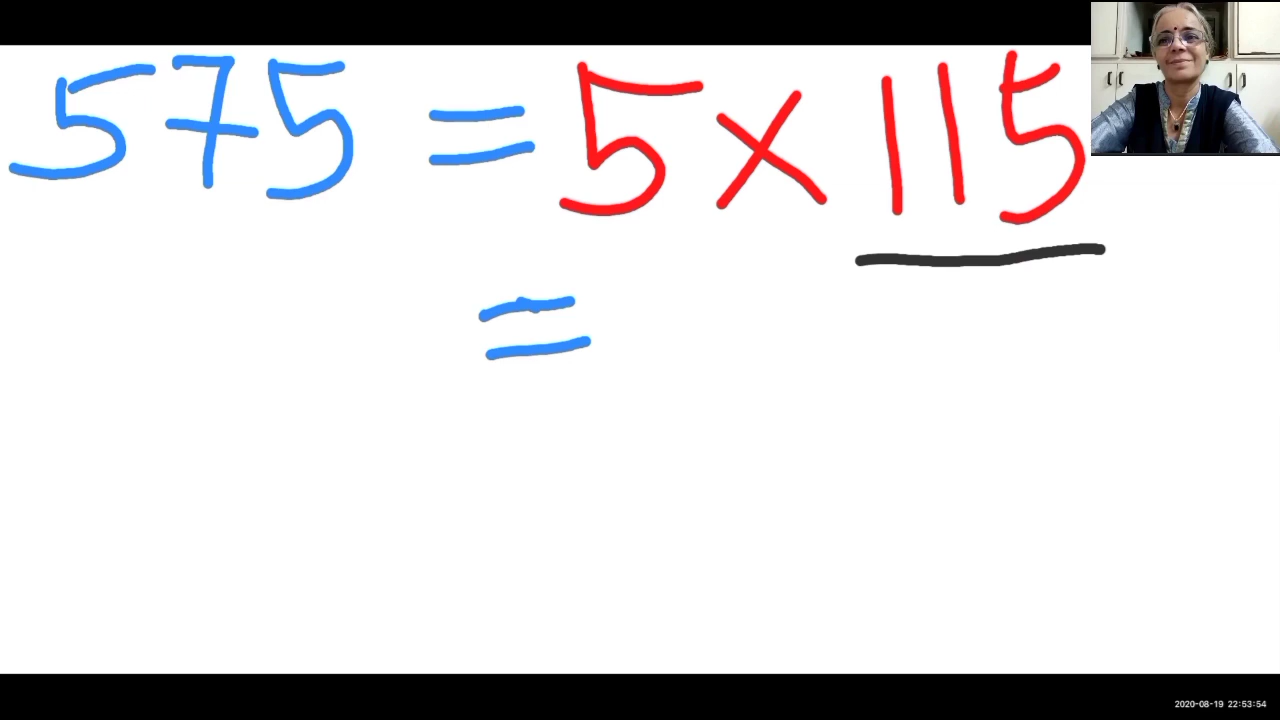 575 = 5 × 115
=
2020-08-19 22:53:54